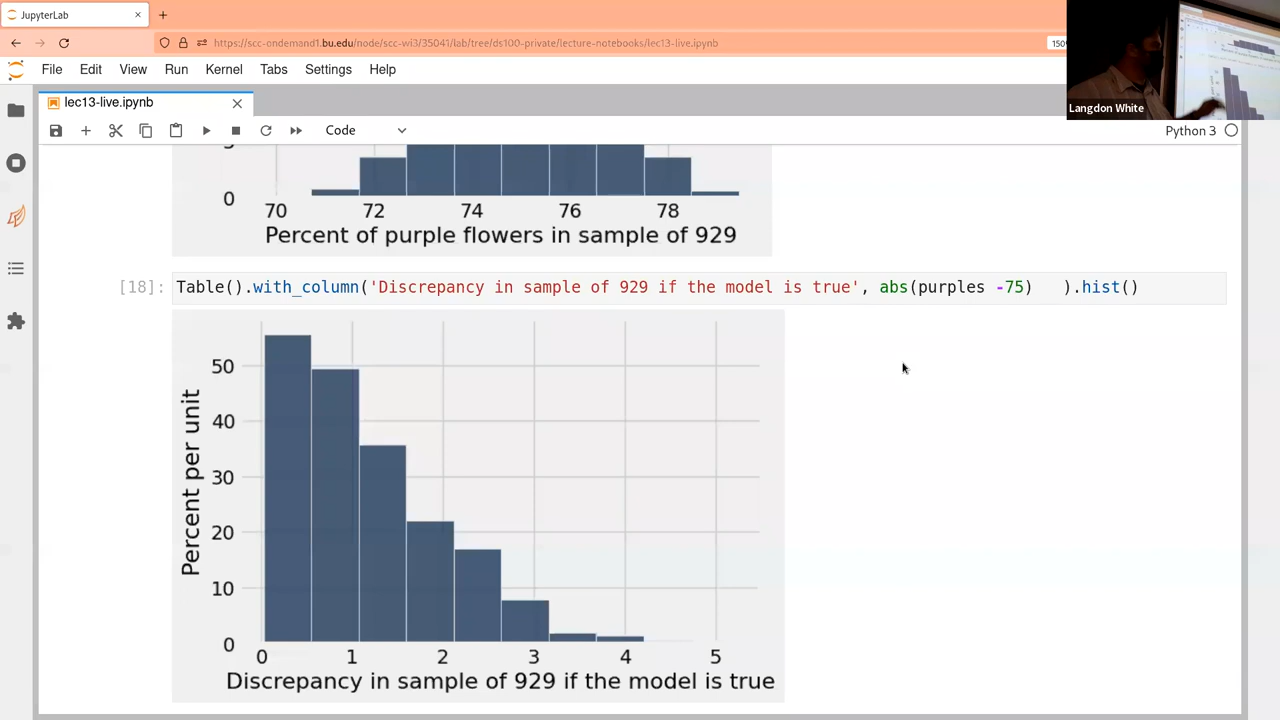 JupyterLab
https://scc-ondemand1.bu.edu/node/scc-wi3/35041/lab/tree/ds100-private/lecture-notebooks/lec13-live.ipynb
150
File Edit View Run Kernel Tabs Settings Help
Langdon White
lec13-live.ipynb
Code
Python 3
0
70 72 74 76 78
Percent of purple flowers in sample of 929
[18]: Table().with_column('Discrepancy in sample of 929 if the model is true', abs(purples -75) ).hist()
50
40
30
20
10
0
Percent per unit
0 1 2 3 4 5
Discrepancy in sample of 929 if the model is true